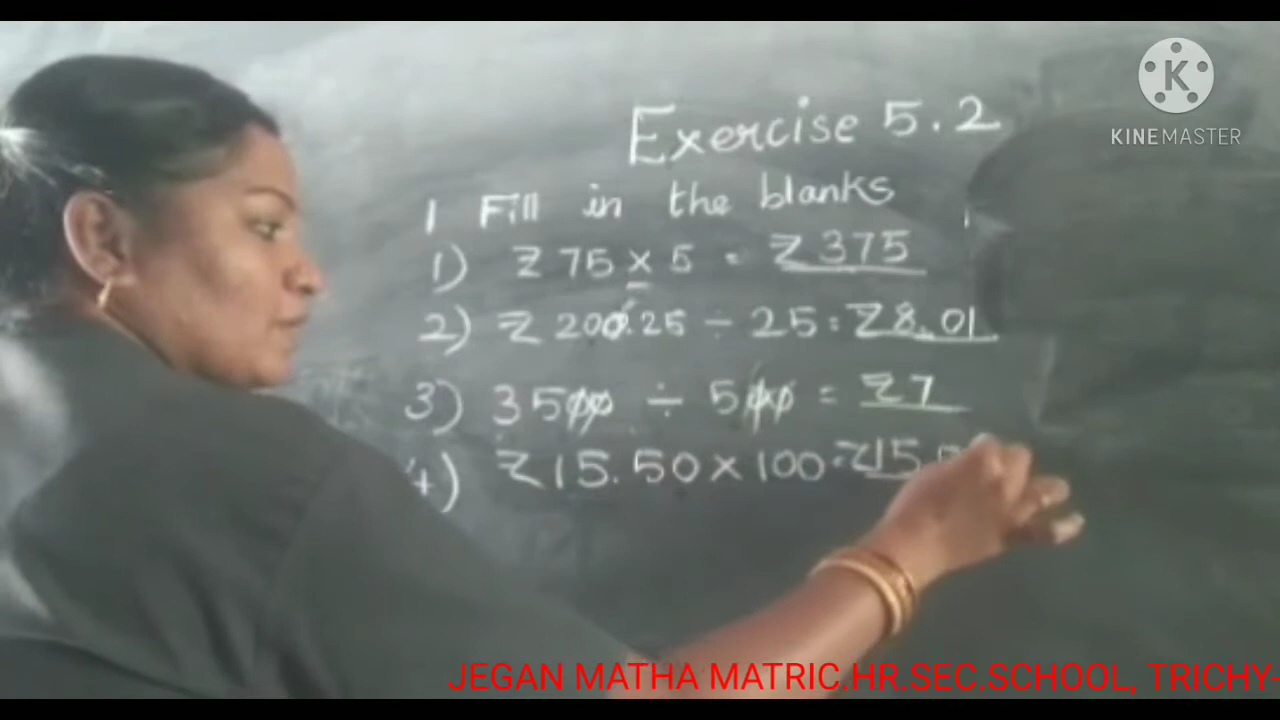 KINEMASTER
Exercise 5.2
1 Fill in the blanks
1) ₹ 75 x 5 = ₹ 375
2) ₹ 200.25 ÷ 25 = ₹8.01
3) 3500 ÷ 500 = ₹7
4) ₹15.50 x 100 = ₹15
JEGAN MATHA MATRIC.HR.SEC.SCHOOL, TRICHY-